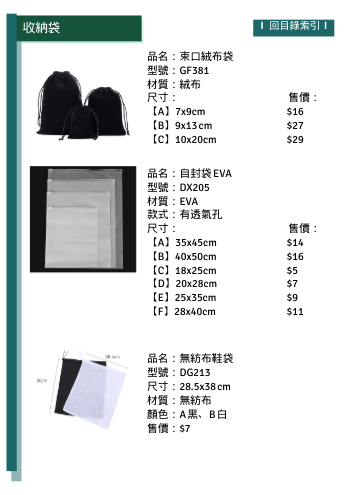 收納袋
I 回目錄索引 I
品名：束口絨布袋
型號：GF381
材質：絨布
尺寸： 售價：
【A】7x9cm $16
【B】9x13cm $27
【C】10x20cm $29
品名：自封袋EVA
型號：DX205
材質：EVA
款式：有透氣孔
尺寸： 售價：
【A】35x45cm $14
【B】40x50cm $16
【C】18x25cm $5
【D】20x28cm $7
【E】25x35cm $9
【F】28x40cm $11
品名：無紡布鞋袋
型號：DG213
尺寸：28.5x38cm
材質：無紡布
顏色：A黑、B白
售價：$7